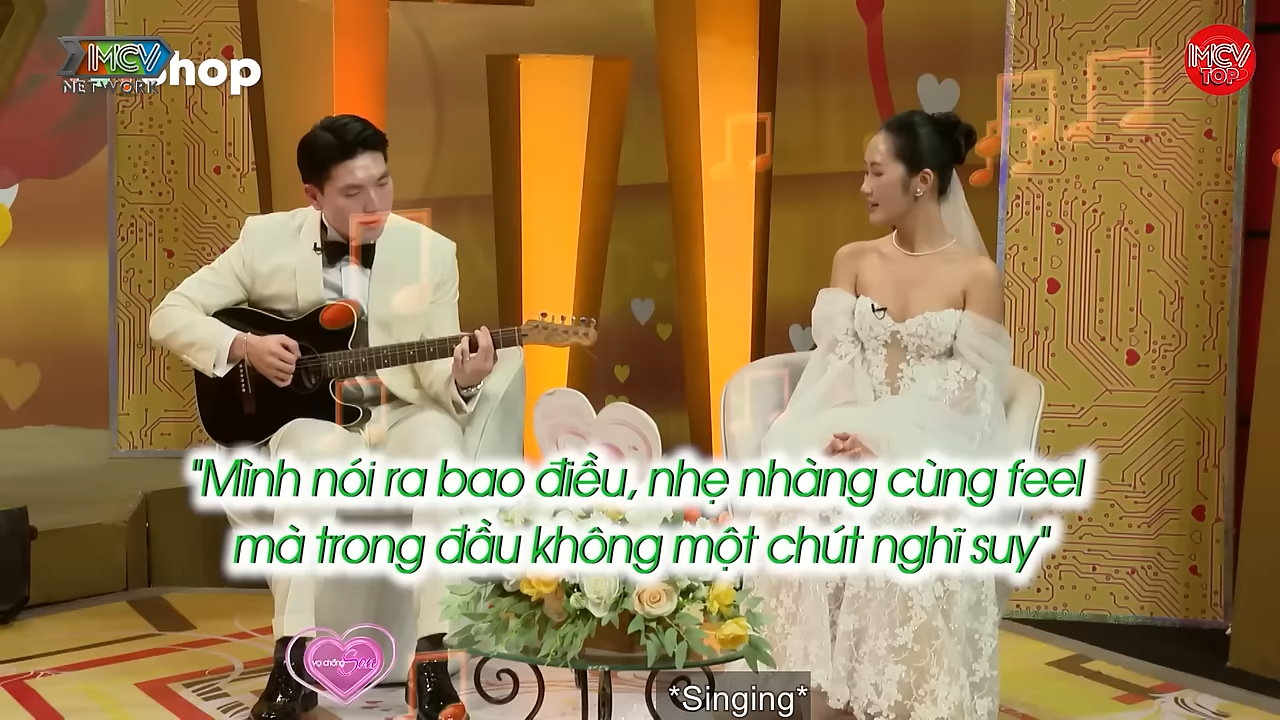 MCV
NETWORK
Shop
MCV
TOP
"Mình nói ra bao điều, nhẹ nhàng cùng feel
mà trong đầu không một chút nghĩ suy"
vợ chồng Son
*Singing*